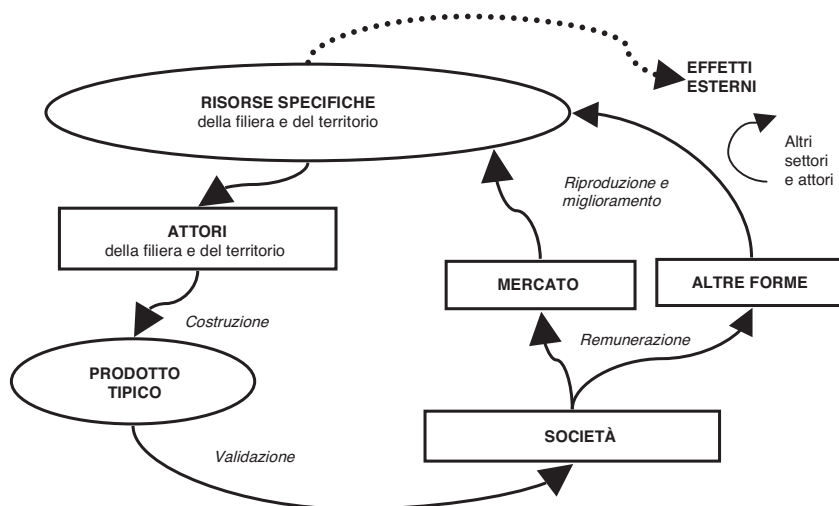 EFFETTI
ESTERNI
RISORSE SPECIFICHE
della filiera e del territorio
Altri
settori
e attori
Riproduzione e
miglioramento
ATTORI
della filiera e del territorio
MERCATO
ALTRE FORME
Costruzione
Remunerazione
PRODOTTO
TIPICO
SOCIETÀ
Validazione